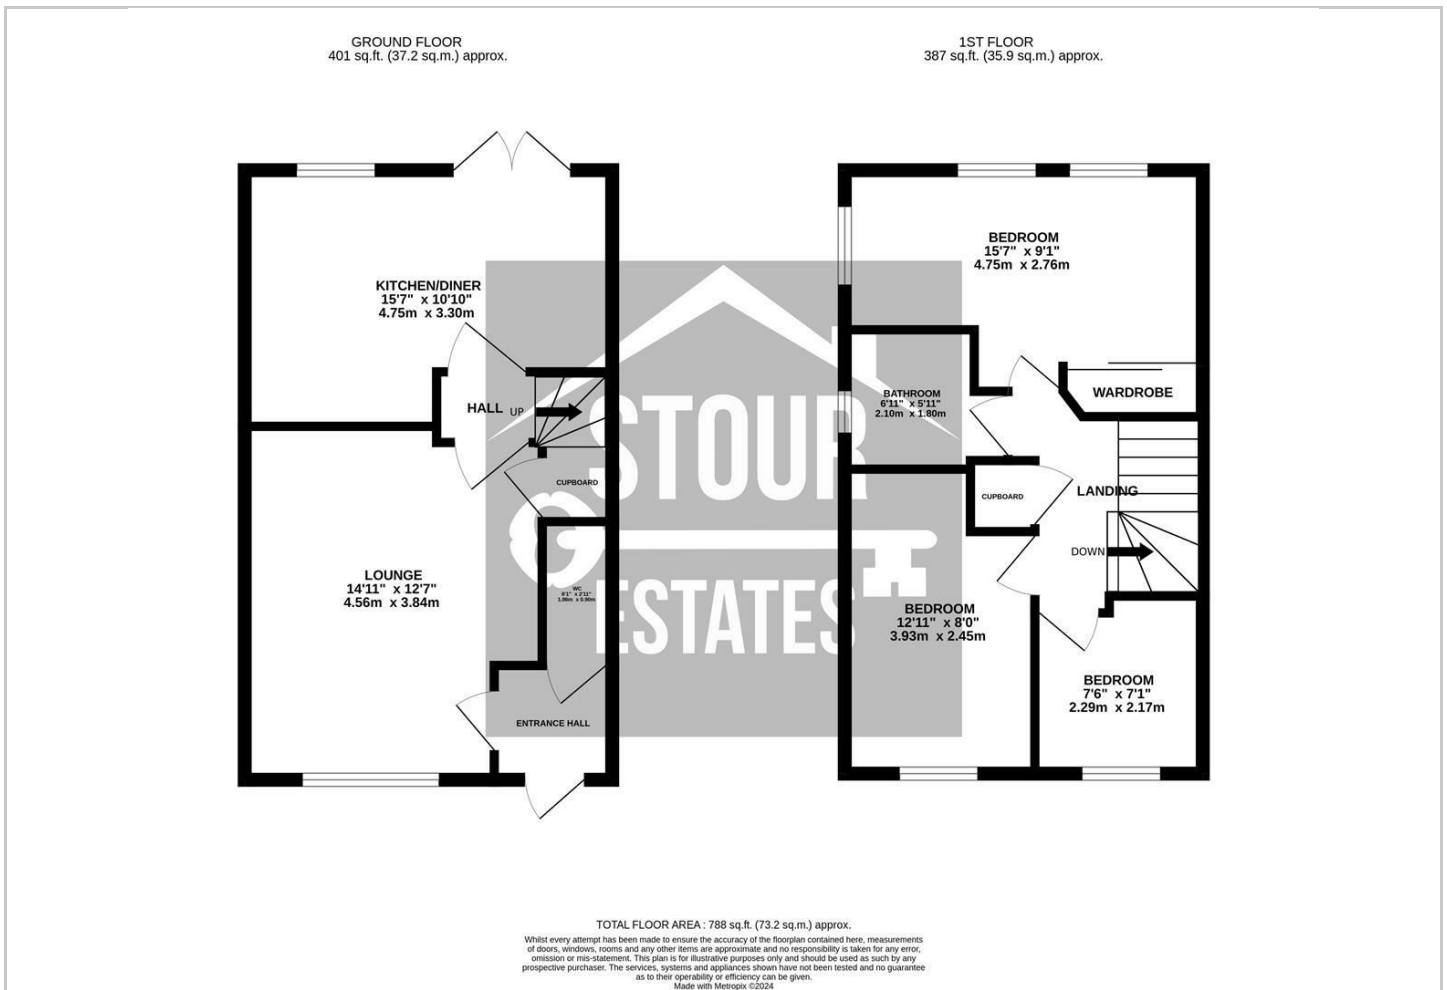 GROUND FLOOR
401 sq.ft. (37.2 sq.m.) approx.
1ST FLOOR
387 sq.ft. (35.9 sq.m.) approx.
KITCHEN/DINER
15'7" x 10'10"
4.75m x 3.30m
HALL
UP
CUPBOARD
LOUNGE
14'11" x 12'7"
4.56m x 3.84m
WC
6'1" x 2'11"
ENTRANCE HALL
BEDROOM
15'7" x 9'1"
4.75m x 2.76m
BATHROOM
6'11" x 5'11"
2.10m x 1.80m
WARDROBE
CUPBOARD
LANDING
DOWN
BEDROOM
12'11" x 8'0"
3.93m x 2.45m
BEDROOM
7'6" x 7'1"
2.29m x 2.17m
STOUR
ESTATES
TOTAL FLOOR AREA : 788 sq.ft. (73.2 sq.m.) approx.
Whilst every attempt has been made to ensure the accuracy of the floorplan contained here, measurements
of doors, windows, rooms and any other items are approximate and no responsibility is taken for any error,
omission or mis-statement. This plan is for illustrative purposes only and should be used as such by any
prospective purchaser. The services, systems and appliances shown have not been tested and no guarantee
as to their operability or efficiency can be given.
Made with Metropix ©2024